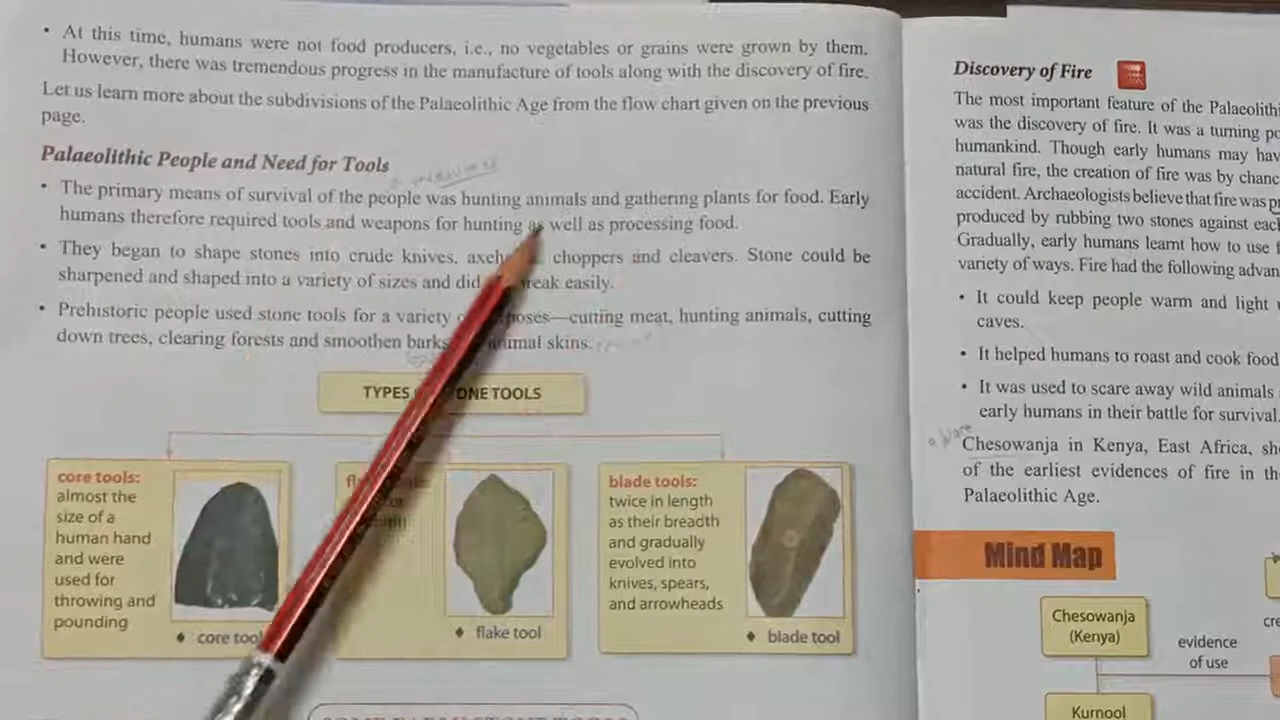 • At this time, humans were not food producers, i.e., no vegetables or grains were grown by them.
However, there was tremendous progress in the manufacture of tools along with the discovery of fire.
Let us learn more about the subdivisions of the Palaeolithic Age from the flow chart given on the previous
page.
Palaeolithic People and Need for Tools
• The primary means of survival of the people was hunting animals and gathering plants for food. Early
humans therefore required tools and weapons for hunting as well as processing food.
• They began to shape stones into crude knives, choppers and cleavers. Stone could be
sharpened and shaped into a variety of sizes and did break easily.
• Prehistoric people used stone tools for a variety cutting meat, hunting animals, cutting
down trees, clearing forests and smoothen barks animal skins.
TYPES STONE TOOLS
core tools:
almost the
size of a
human hand
and were
used for
throwing and
pounding
♦ core tool
♦ flake tool
blade tools:
twice in length
as their breadth
and gradually
evolved into
knives, spears,
and arrowheads
♦ blade tool
Discovery of Fire
The most important feature of the
was the discovery of fire. It was a turning
humankind. Though early humans may
natural fire, the creation of fire was by
accident. Archaeologists believe that fire was
produced by rubbing two stones against
Gradually, early humans learnt how to use
variety of ways. Fire had the following
• It could keep people warm and light
caves.
• It helped humans to roast and cook food
• It was used to scare away wild animals
early humans in their battle for survival.
place
Chesowanja in Kenya, East Africa,
of the earliest evidences of fire in the
Palaeolithic Age.
Mind Map
Chesowanja
(Kenya)
evidence
of use
Kurnool